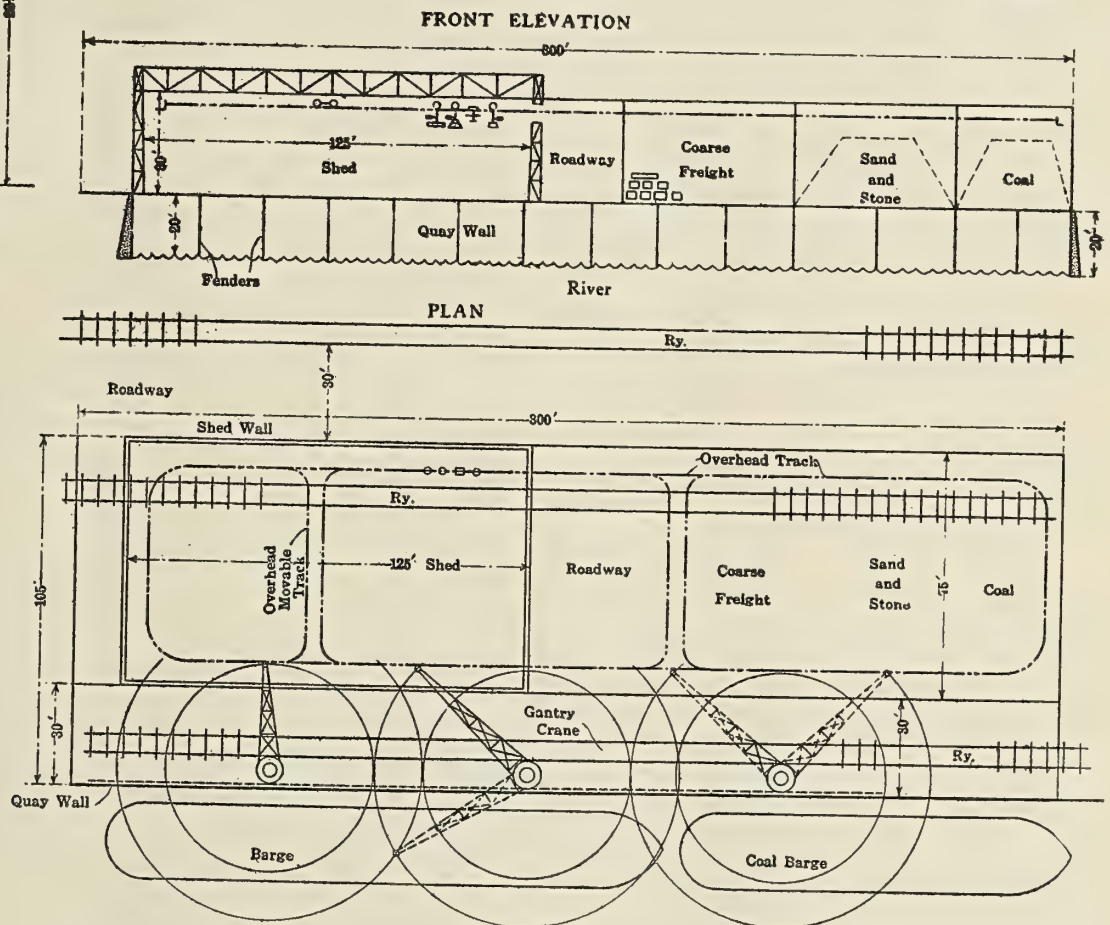 FRONT ELEVATION
300'
30'
125'
Shed
Roadway
Coarse
Freight
Sand
and
Stone
Coal
20'
Quay Wall
20'
Fenders
River
PLAN
Ry.
30'
Roadway
300'
Shed Wall
Overhead Track
Ry.
105'
Overhead
Movable
Track
125' Shed
Roadway
Coarse
Freight
Sand
and
Stone
75'
Coal
30'
Gantry
Crane
30'
Ry.
Quay Wall
Barge
Coal Barge